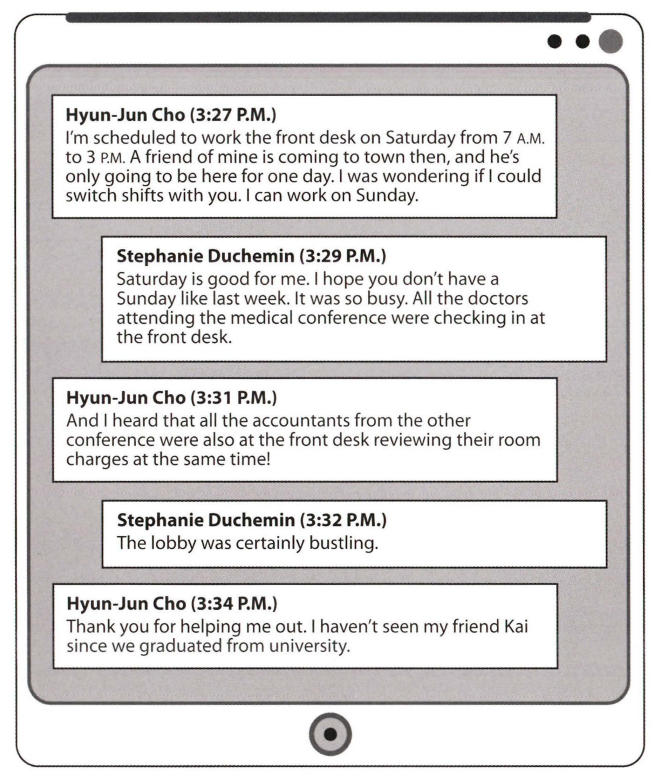 Hyun-Jun Cho (3:27 P.M.)
I'm scheduled to work the front desk on Saturday from 7 A.M.
to 3 P.M. A friend of mine is coming to town then, and he's
only going to be here for one day. I was wondering if I could
switch shifts with you. I can work on Sunday.
Stephanie Duchemin (3:29 P.M.)
Saturday is good for me. I hope you don't have a
Sunday like last week. It was so busy. All the doctors
attending the medical conference were checking in at
the front desk.
Hyun-Jun Cho (3:31 P.M.)
And I heard that all the accountants from the other
conference were also at the front desk reviewing their room
charges at the same time!
Stephanie Duchemin (3:32 P.M.)
The lobby was certainly bustling.
Hyun-Jun Cho (3:34 P.M.)
Thank you for helping me out. I haven't seen my friend Kai
since we graduated from university.